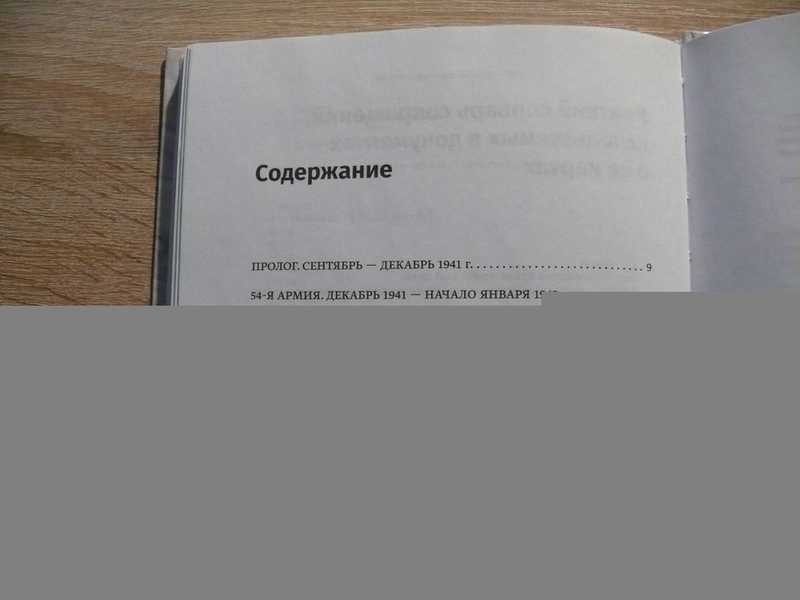 Содержание
ПРОЛОГ. СЕНТЯБРЬ — ДЕКАБРЬ 1941 г. . . . . . . . . . . . . . . . . . . . . . . . . . . . 9
54-Я АРМИЯ. ДЕКАБРЬ 1941 — НАЧАЛО ЯНВАРЯ